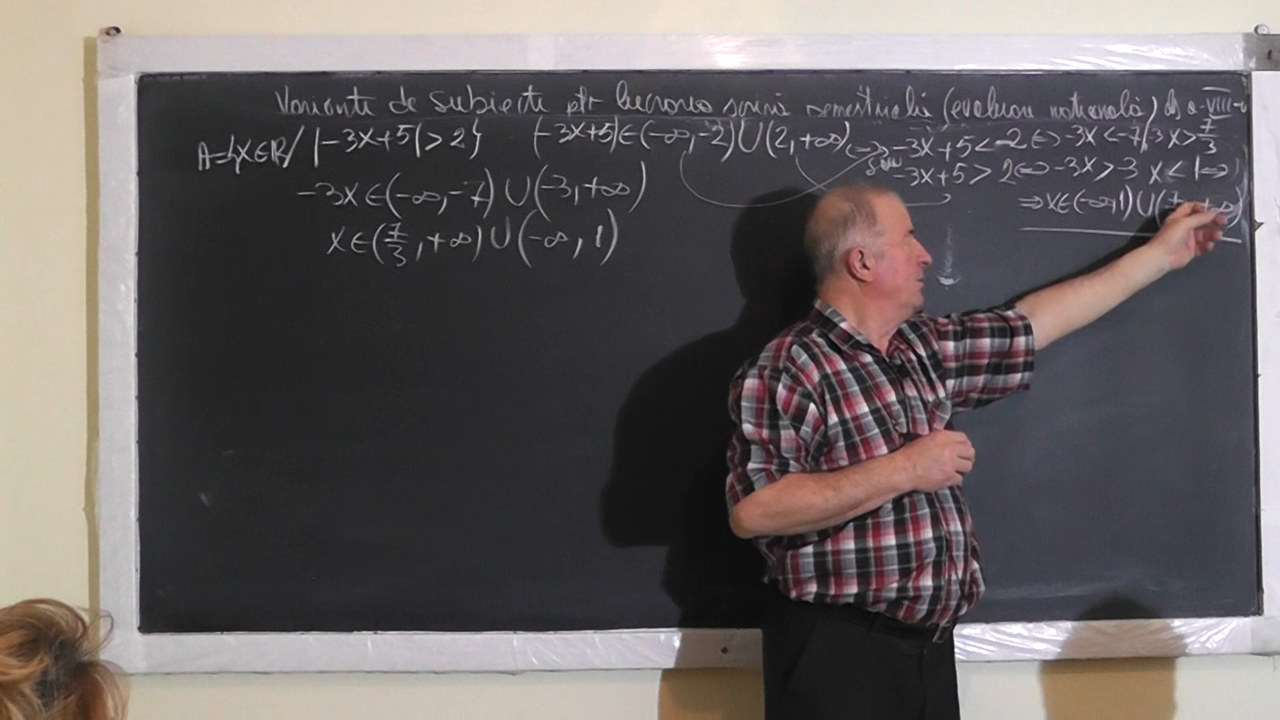 Variante de subiecte ptr lucrarea scrisă semestrială (evaluare națională) cls a-VIII-a
A={x∈R/ |-3x+5|>2} (-3x+5)∈(-∞,-2)∪(2,+∞) ⇔ -3x+5<-2 ⇔ -3x<-7/:3 x>7/3
sau -3x+5>2 ⇔ -3x>-3 x<1 ⇒
-3x∈(-∞,-7)∪(-3,+∞) ⇒ x∈(-∞,1)∪(7/3,+∞)
x∈(7/3,+∞)∪(-∞,1)